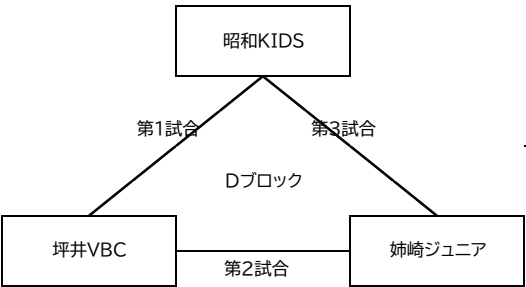 昭和KIDS
第1試合
第3試合
Dブロック
坪井VBC
姉崎ジュニア
第2試合